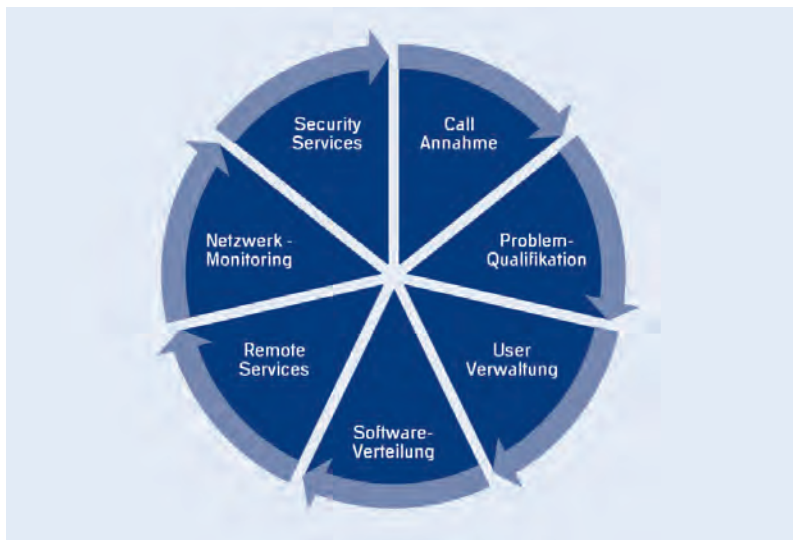 Call
Annahme
Problem-
Qualifikation
User
Verwaltung
Software-
Verteilung
Remote
Services
Netzwerk -
Monitoring
Security
Services